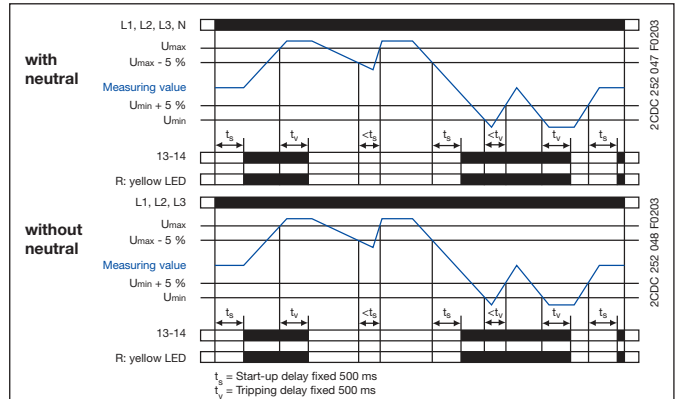 with neutral
L1, L2, L3, N
Umax
Umax - 5 %
Measuring value
Umin + 5 %
Umin
ts tv <ts ts <tv tv ts
13-14
R: yellow LED
2CDC 252 047 F0203
without neutral
L1, L2, L3
Umax
Umax - 5 %
Measuring value
Umin + 5 %
Umin
ts tv <ts ts <tv tv ts
13-14
R: yellow LED
2CDC 252 048 F0203
ts = Start-up delay fixed 500 ms
tv = Tripping delay fixed 500 ms